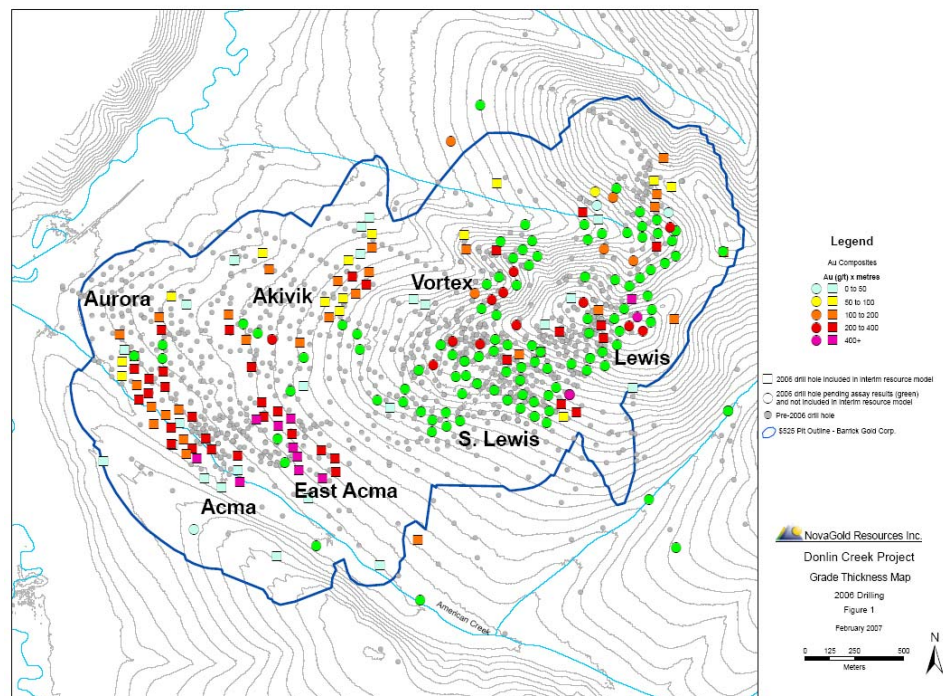 Aurora
Akivik
Vortex
Lewis
S. Lewis
East Acma
Acma
American Creek
Legend
Au Composites
Au (g/t) x metres
0 to 50
50 to 100
100 to 200
200 to 400
400+
2006 drill hole included in interim resource model
2006 drill hole pending assay results (green)
and not included in interim resource model
Pre-2006 drill hole
$525 Pit Outline - Barrick Gold Corp.
NovaGold Resources Inc.
Donlin Creek Project
Grade Thickness Map
2006 Drilling
Figure 1
February 2007
N
0 125 250 500
Meters